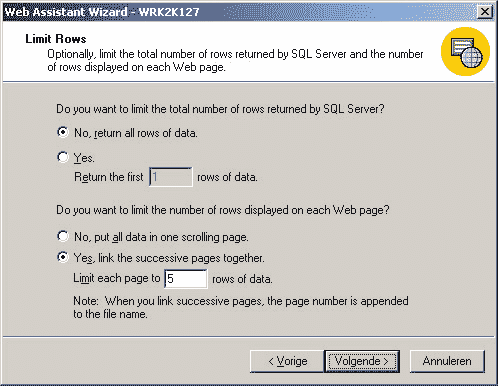 Web Assistant Wizard - WRK2K127
Limit Rows
Optionally, limit the total number of rows returned by SQL Server and the number
of rows displayed on each Web page.
Do you want to limit the total number of rows returned by SQL Server?
No, return all rows of data.
Yes.
Return the first 1 rows of data.
Do you want to limit the number of rows displayed on each Web page?
No, put all data in one scrolling page.
Yes, link the successive pages together.
Limit each page to 5 rows of data.
Note: When you link successive pages, the page number is appended
to the file name.
< Vorige Volgende > Annuleren